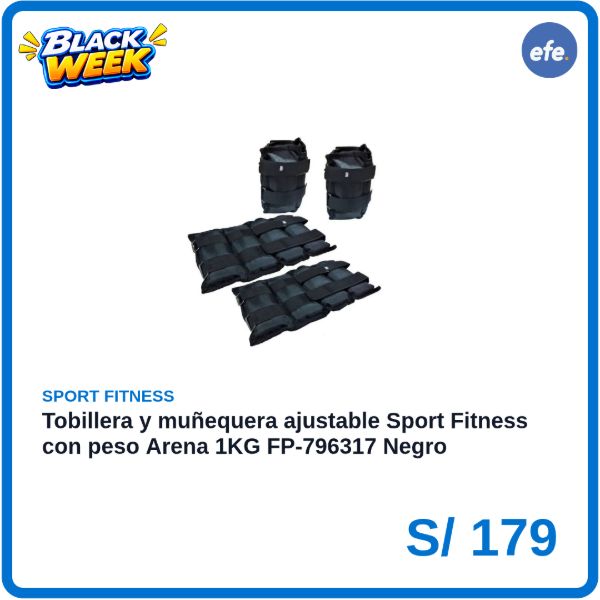 BLACK
WEEK
efe.
SPORT FITNESS
Tobillera y muñequera ajustable Sport Fitness
con peso Arena 1KG FP-796317 Negro
S/ 179